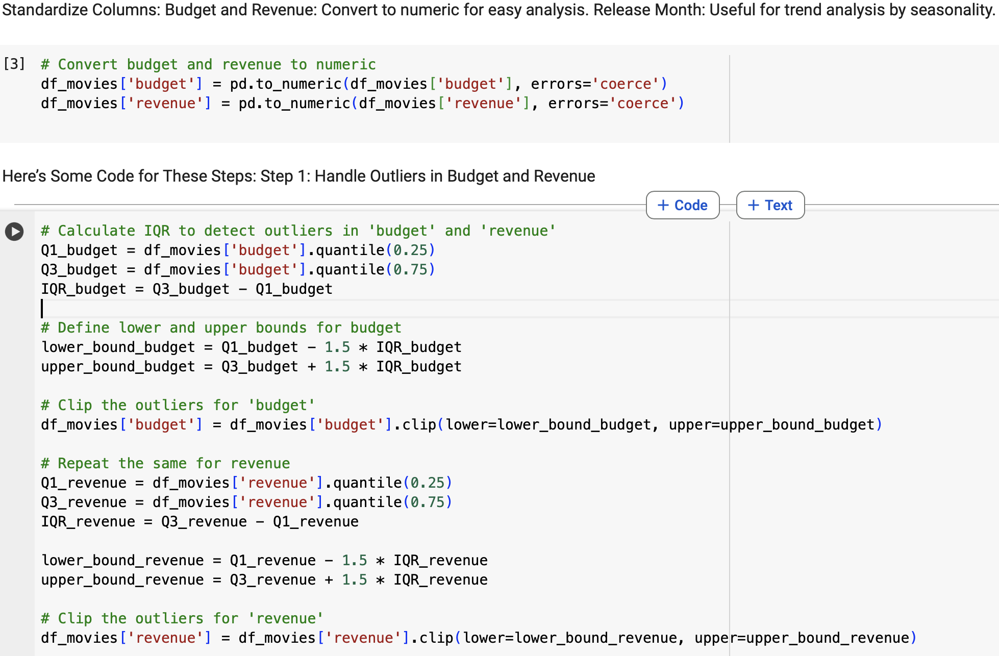 Standardize Columns: Budget and Revenue: Convert to numeric for easy analysis. Release Month: Useful for trend analysis by seasonality.
[3] # Convert budget and revenue to numeric
df_movies['budget'] = pd.to_numeric(df_movies['budget'], errors='coerce')
df_movies['revenue'] = pd.to_numeric(df_movies['revenue'], errors='coerce')
Here’s Some Code for These Steps: Step 1: Handle Outliers in Budget and Revenue
+ Code + Text
# Calculate IQR to detect outliers in 'budget' and 'revenue'
Q1_budget = df_movies['budget'].quantile(0.25)
Q3_budget = df_movies['budget'].quantile(0.75)
IQR_budget = Q3_budget - Q1_budget
# Define lower and upper bounds for budget
lower_bound_budget = Q1_budget - 1.5 * IQR_budget
upper_bound_budget = Q3_budget + 1.5 * IQR_budget
# Clip the outliers for 'budget'
df_movies['budget'] = df_movies['budget'].clip(lower=lower_bound_budget, upper=upper_bound_budget)
# Repeat the same for revenue
Q1_revenue = df_movies['revenue'].quantile(0.25)
Q3_revenue = df_movies['revenue'].quantile(0.75)
IQR_revenue = Q3_revenue - Q1_revenue
lower_bound_revenue = Q1_revenue - 1.5 * IQR_revenue
upper_bound_revenue = Q3_revenue + 1.5 * IQR_revenue
# Clip the outliers for 'revenue'
df_movies['revenue'] = df_movies['revenue'].clip(lower=lower_bound_revenue, upper=upper_bound_revenue)